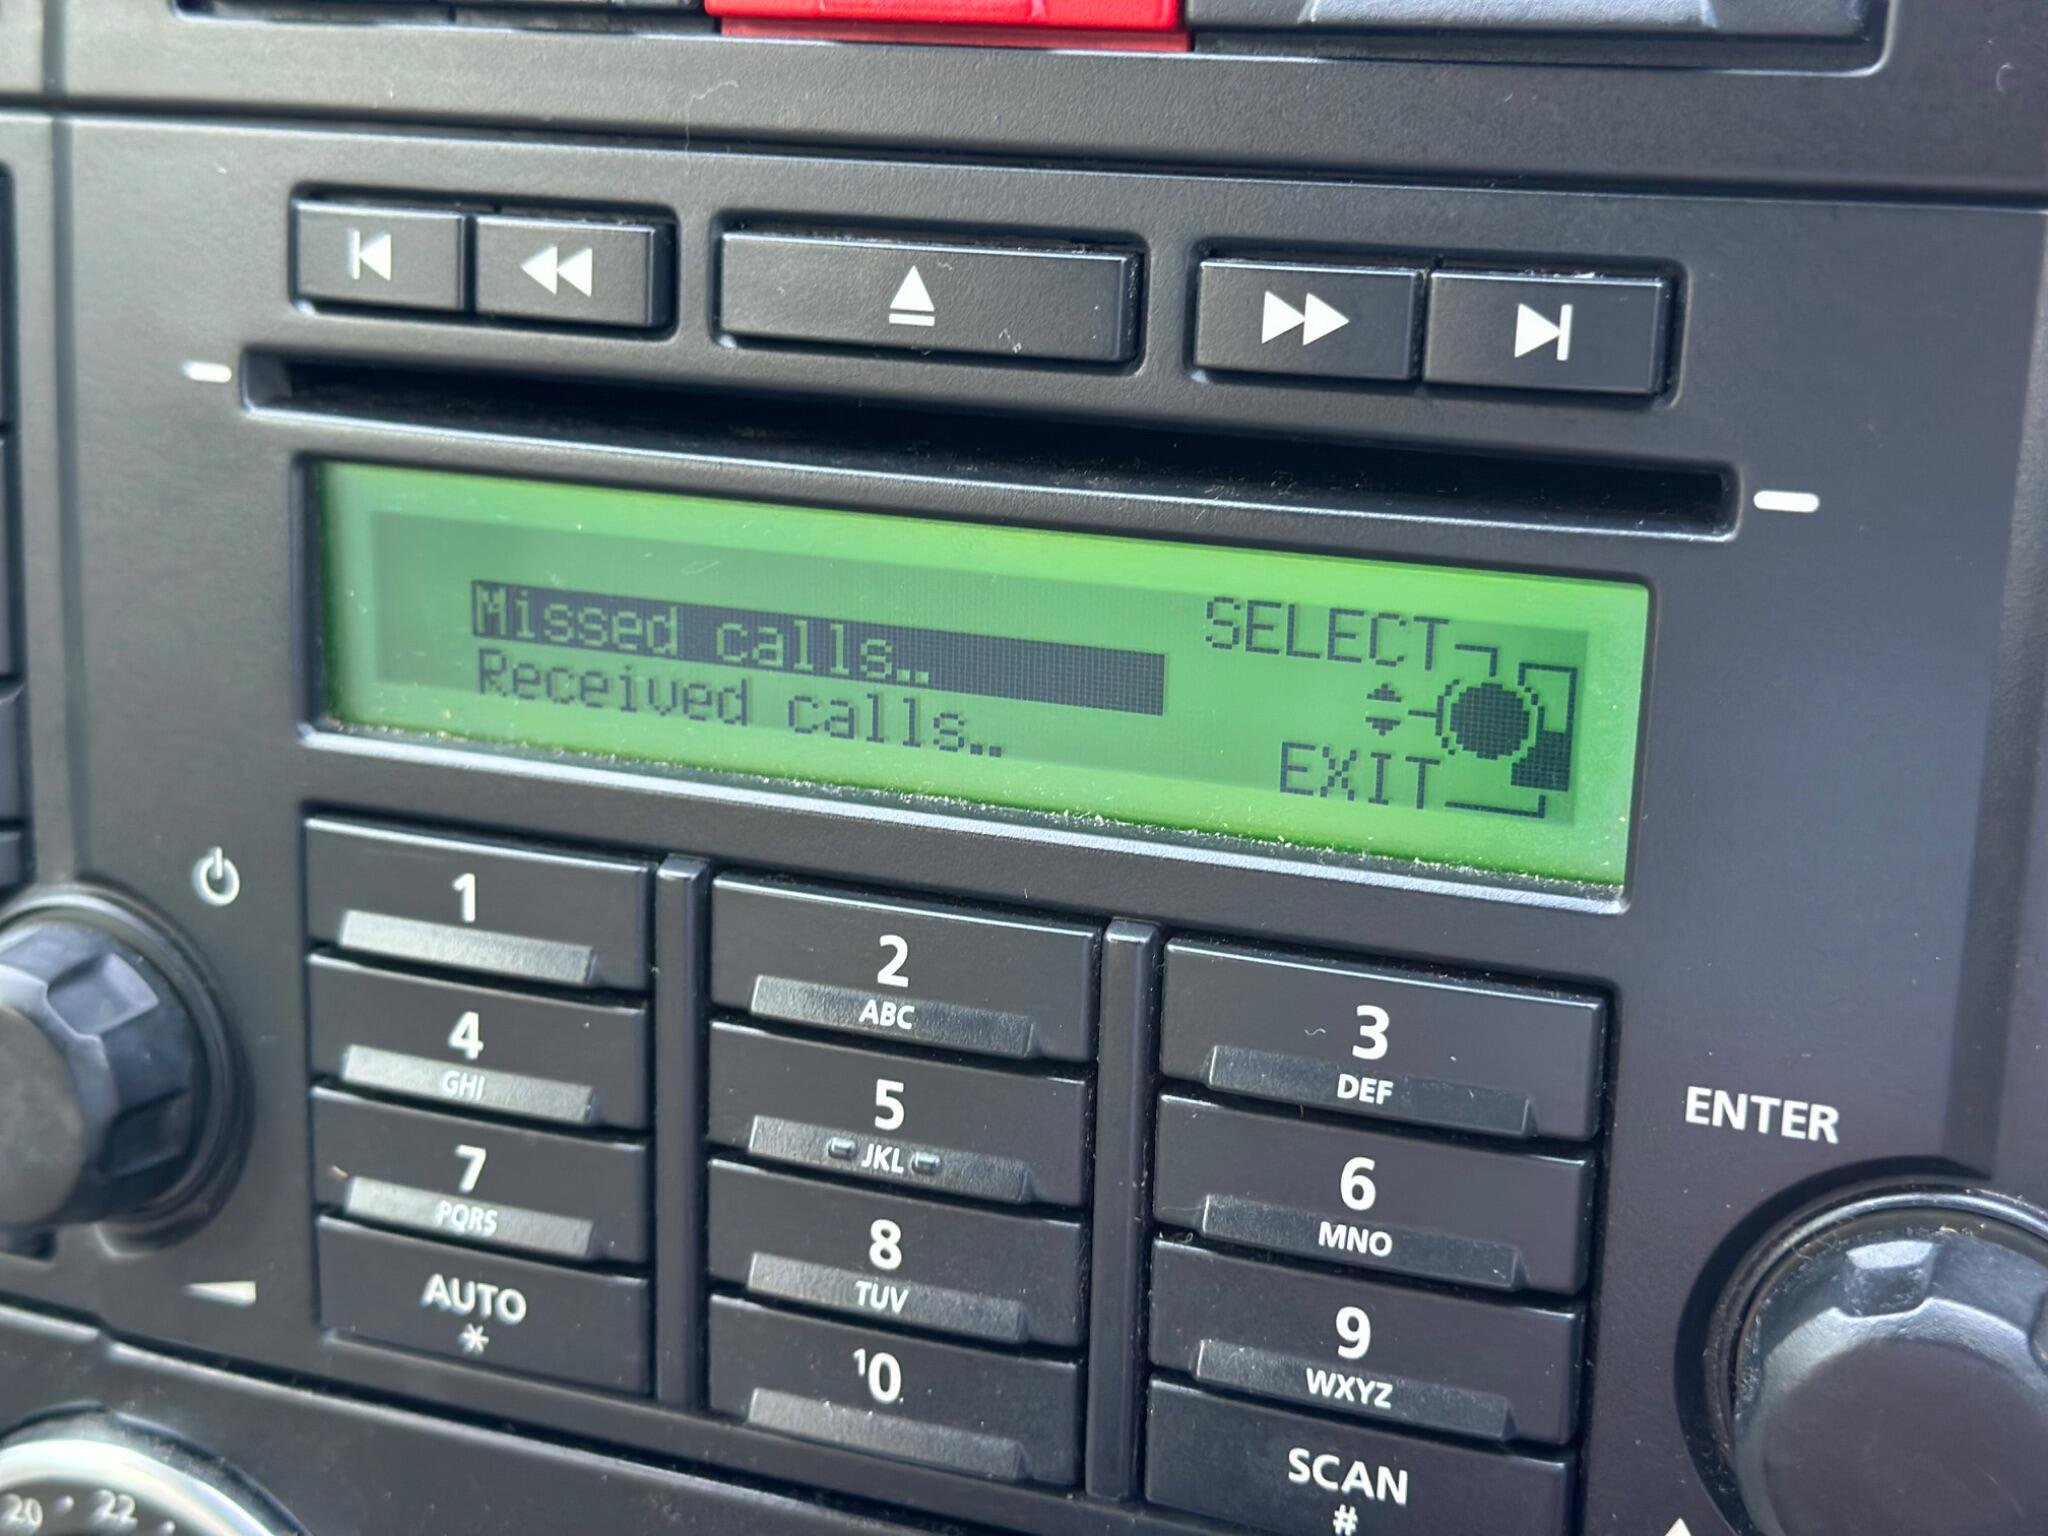 Missed calls..
Received calls..
SELECT
EXIT
1
2
ABC
3
DEF
4
GHI
5
JKL
6
MNO
7
PQRS
8
TUV
9
WXYZ
AUTO
*
10
SCAN
#
ENTER
20 • 22